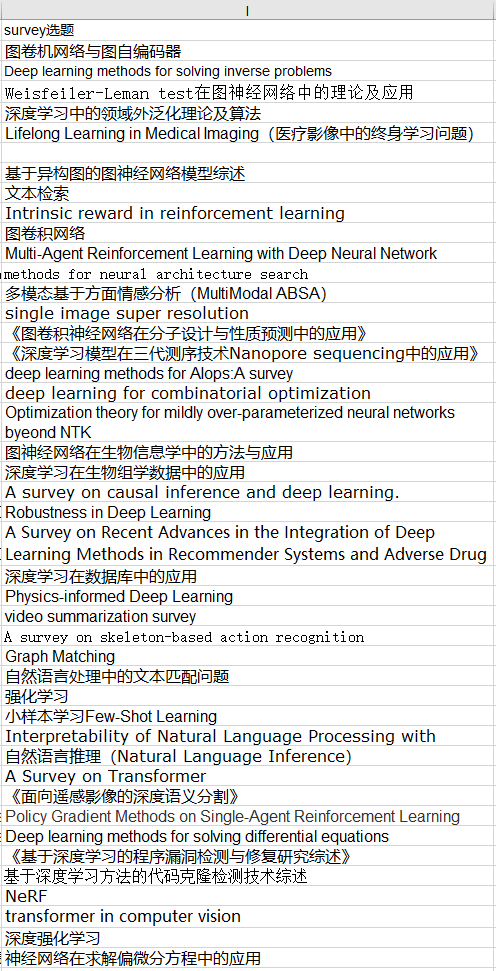 I
survey选题
图卷机网络与图自编码器
Deep learning methods for solving inverse problems
Weisfeiler-Leman test在图神经网络中的理论及应用
深度学习中的领域外泛化理论及算法
Lifelong Learning in Medical Imaging（医疗影像中的终身学习问题）
基于异构图的图神经网络模型综述
文本检索
Intrinsic reward in reinforcement learning
图卷积网络
Multi-Agent Reinforcement Learning with Deep Neural Network
methods for neural architecture search
多模态基于方面情感分析（MultiModal ABSA）
single image super resolution
《图卷积神经网络在分子设计与性质预测中的应用》
《深度学习模型在三代测序技术Nanopore sequencing中的应用》
deep learning methods for AIops:A survey
deep learning for combinatorial optimization
Optimization theory for mildly over-parameterized neural networks
byeond NTK
图神经网络在生物信息学中的方法与应用
深度学习在生物组学数据中的应用
A survey on causal inference and deep learning.
Robustness in Deep Learning
A Survey on Recent Advances in the Integration of Deep
Learning Methods in Recommender Systems and Adverse Drug
深度学习在数据库中的应用
Physics-informed Deep Learning
video summarization survey
A survey on skeleton-based action recognition
Graph Matching
自然语言处理中的文本匹配问题
强化学习
小样本学习Few-Shot Learning
Interpretability of Natural Language Processing with
自然语言推理（Natural Language Inference)
A Survey on Transformer
《面向遥感影像的深度语义分割》
Policy Gradient Methods on Single-Agent Reinforcement Learning
Deep learning methods for solving differential equations
《基于深度学习的程序漏洞检测与修复研究综述》
基于深度学习方法的代码克隆检测技术综述
NeRF
transformer in computer vision
深度强化学习
神经网络在求解偏微分方程中的应用